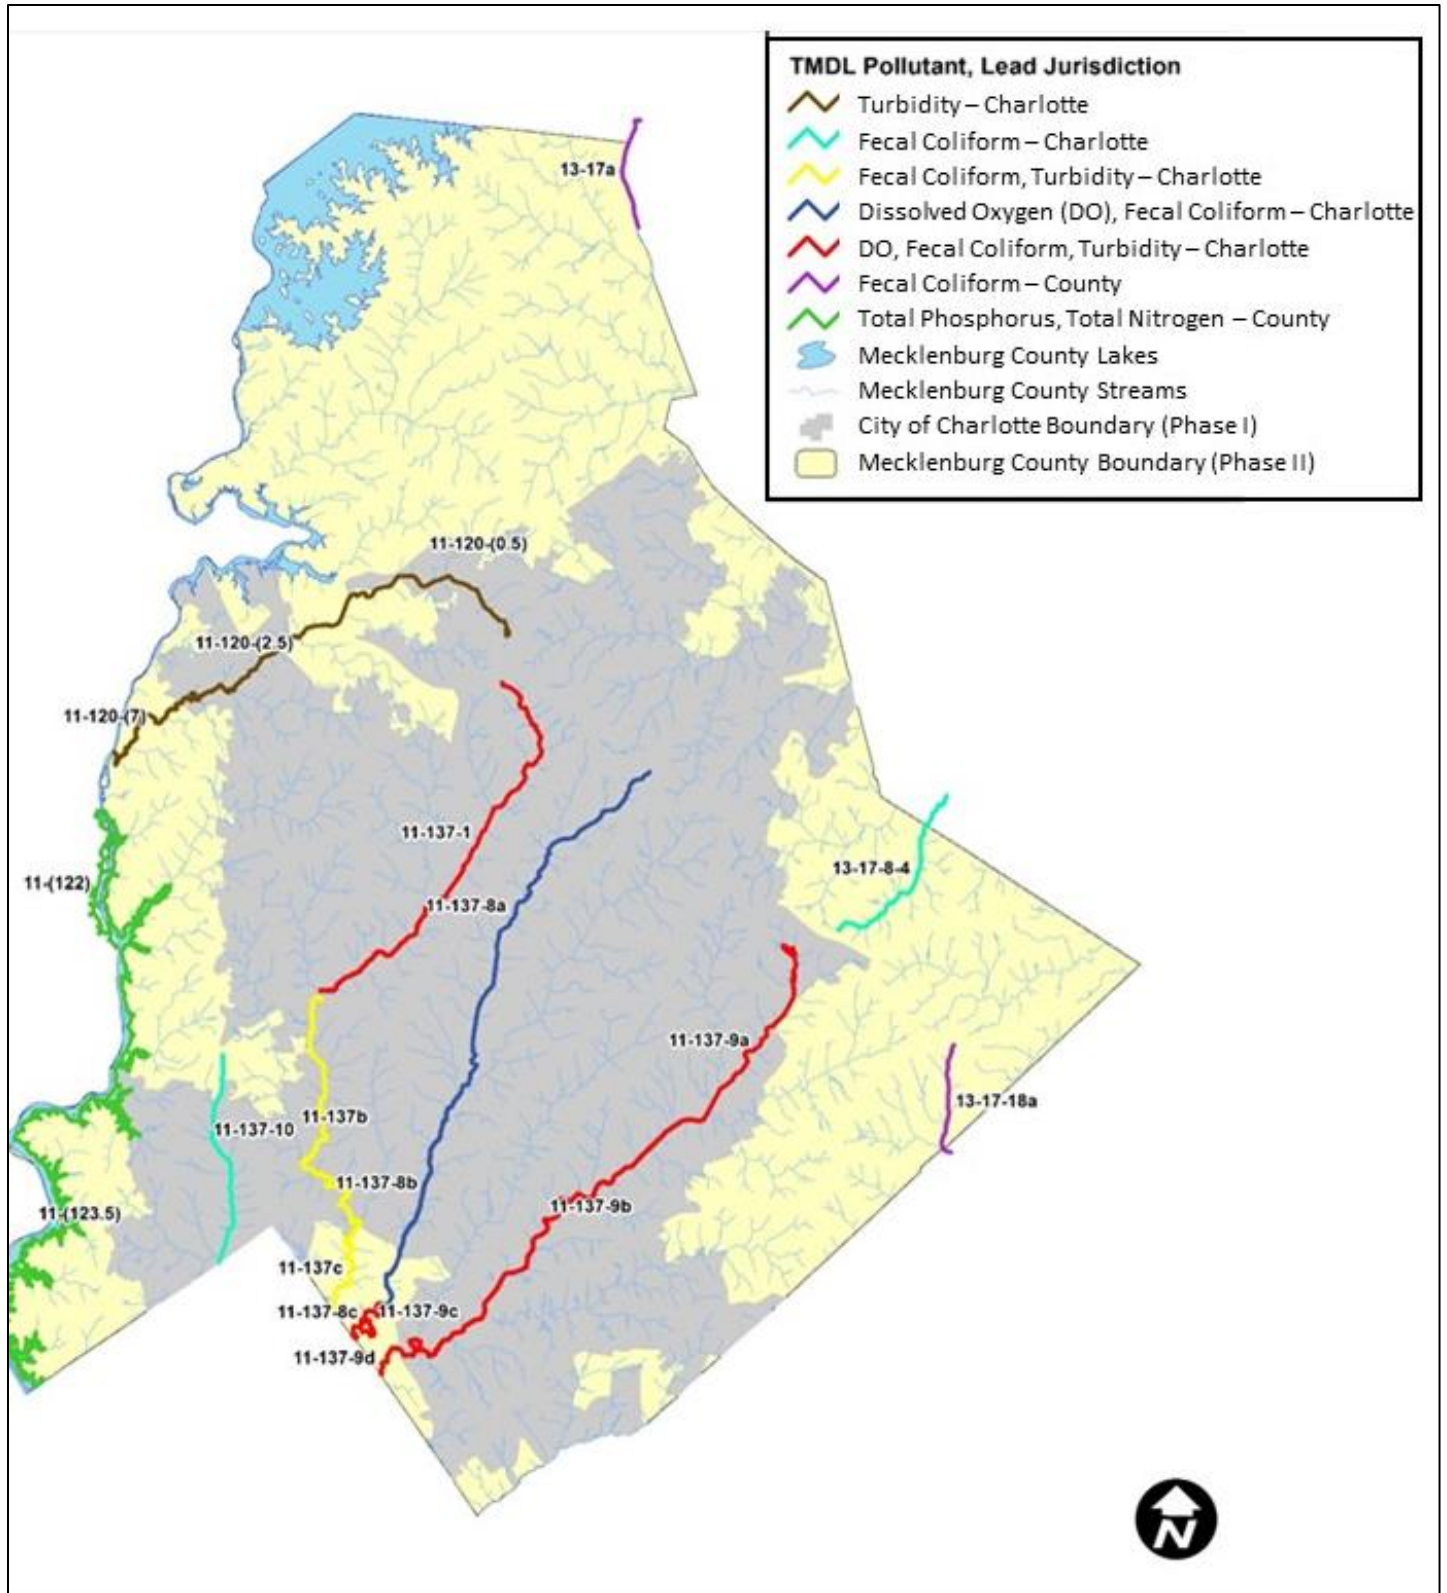 TMDL Pollutant, Lead Jurisdiction
Turbidity – Charlotte
Fecal Coliform – Charlotte
Fecal Coliform, Turbidity – Charlotte
Dissolved Oxygen (DO), Fecal Coliform – Charlotte
DO, Fecal Coliform, Turbidity – Charlotte
Fecal Coliform – County
Total Phosphorus, Total Nitrogen – County
Mecklenburg County Lakes
Mecklenburg County Streams
City of Charlotte Boundary (Phase I)
Mecklenburg County Boundary (Phase II)
13-17a
11-120-(0.5)
11-120-(2.5)
11-120-(7)
11-137-1
13-17-8-4
11-(122)
11-137-8a
11-137-9a
13-17-18a
11-137b
11-137-10
11-137-8b
11-137-9b
11-(123.5)
11-137c
11-137-8c
11-137-9c
11-137-9d
N